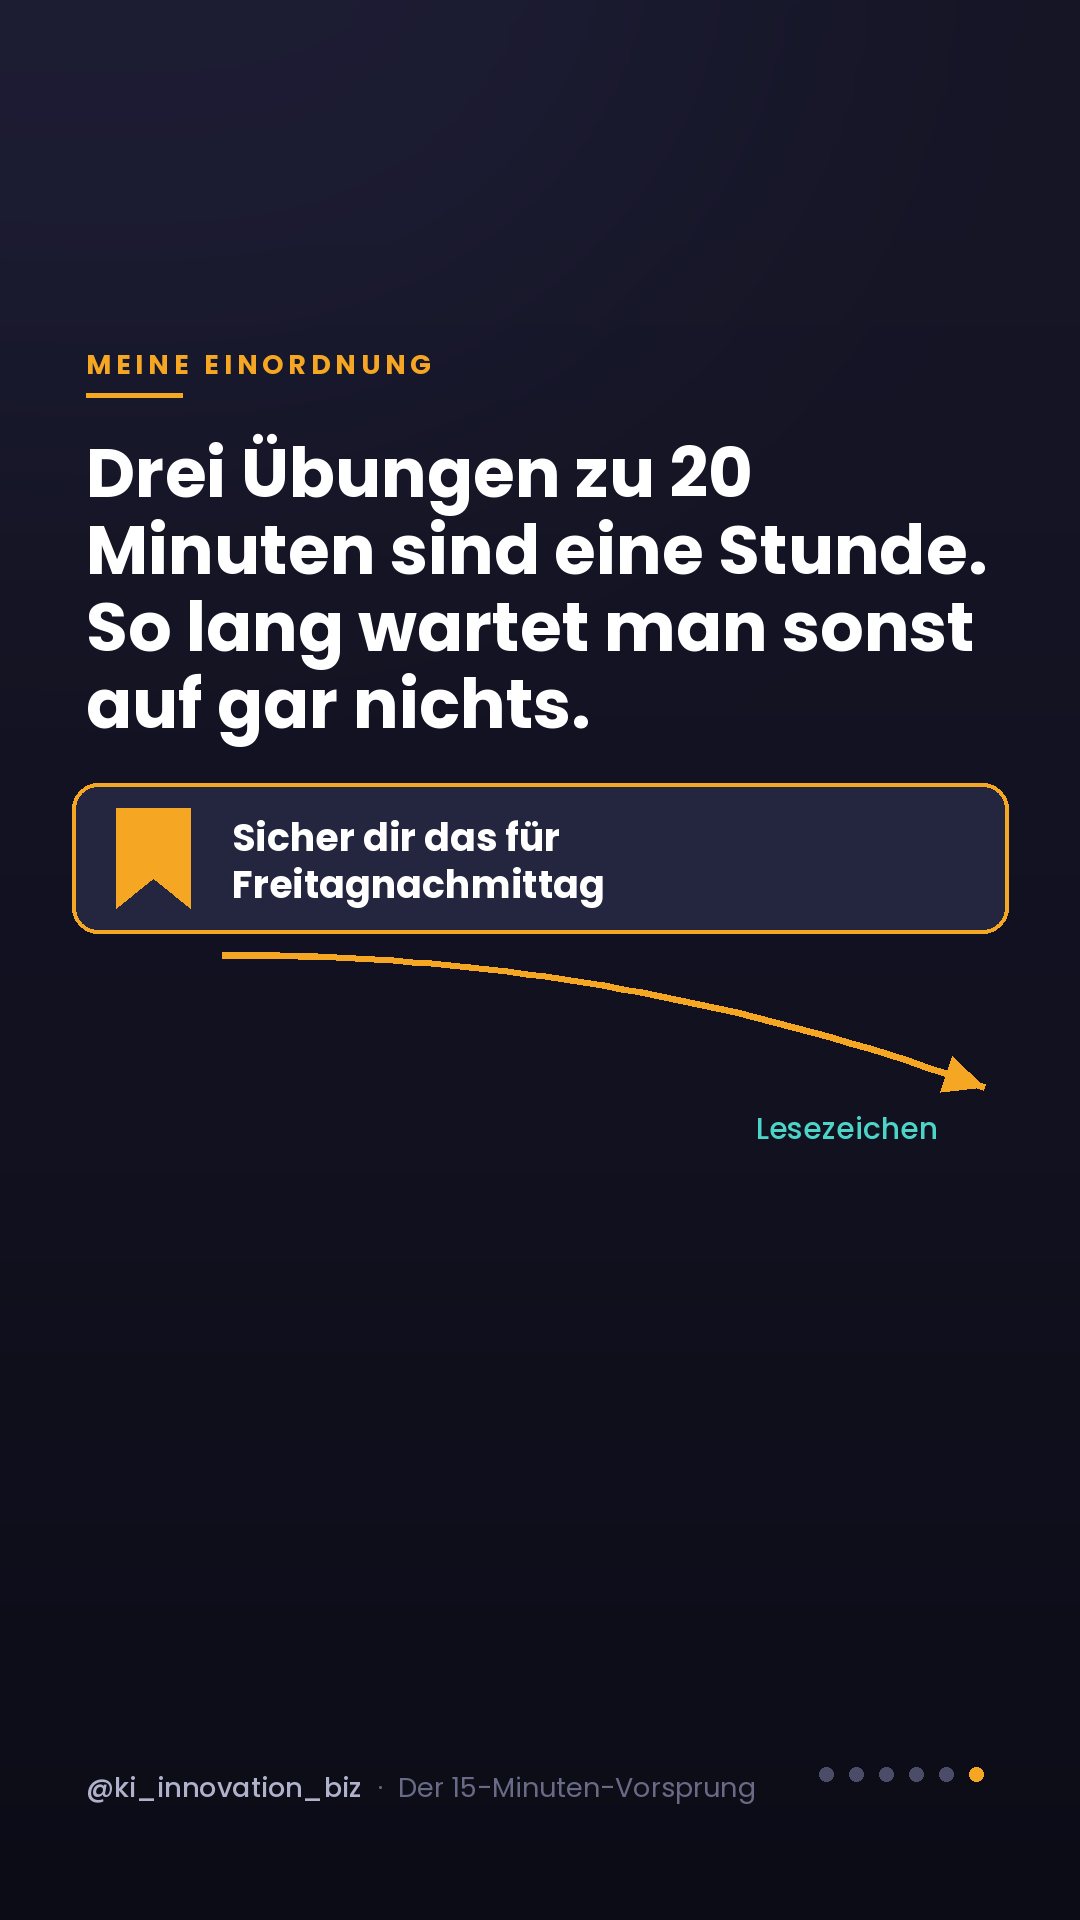 MEINE EINORDNUNG
Drei Übungen zu 20
Minuten sind eine Stunde.
So lang wartet man sonst
auf gar nichts.
Sicher dir das für
Freitagnachmittag
Lesezeichen
@ki_innovation_biz · Der 15-Minuten-Vorsprung